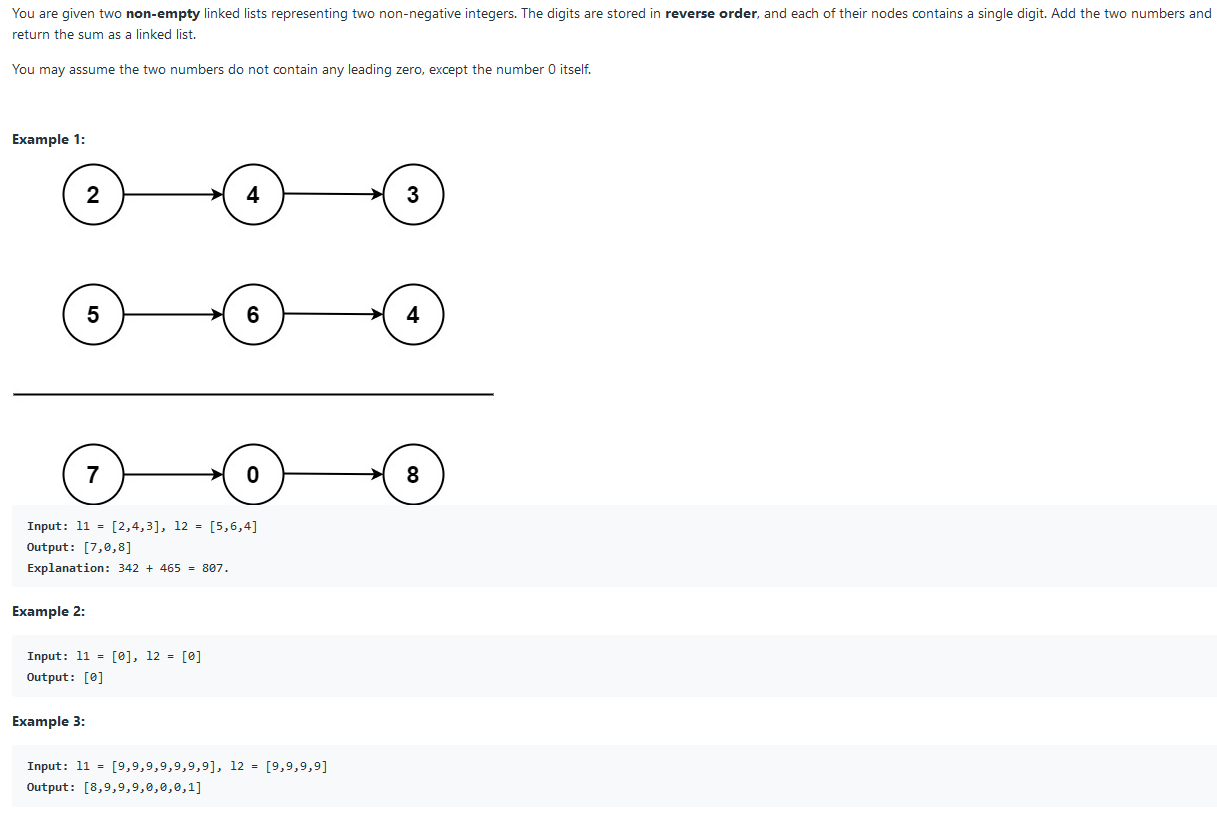 You are given two non-empty linked lists representing two non-negative integers. The digits are stored in reverse order, and each of their nodes contains a single digit. Add the two numbers and
return the sum as a linked list.
You may assume the two numbers do not contain any leading zero, except the number 0 itself.
Example 1:
2 4 3
5 6 4
7 0 8
Input: l1 = [2,4,3], l2 = [5,6,4]
Output: [7,0,8]
Explanation: 342 + 465 = 807.
Example 2:
Input: l1 = [0], l2 = [0]
Output: [0]
Example 3:
Input: l1 = [9,9,9,9,9,9,9], l2 = [9,9,9,9]
Output: [8,9,9,9,0,0,0,1]